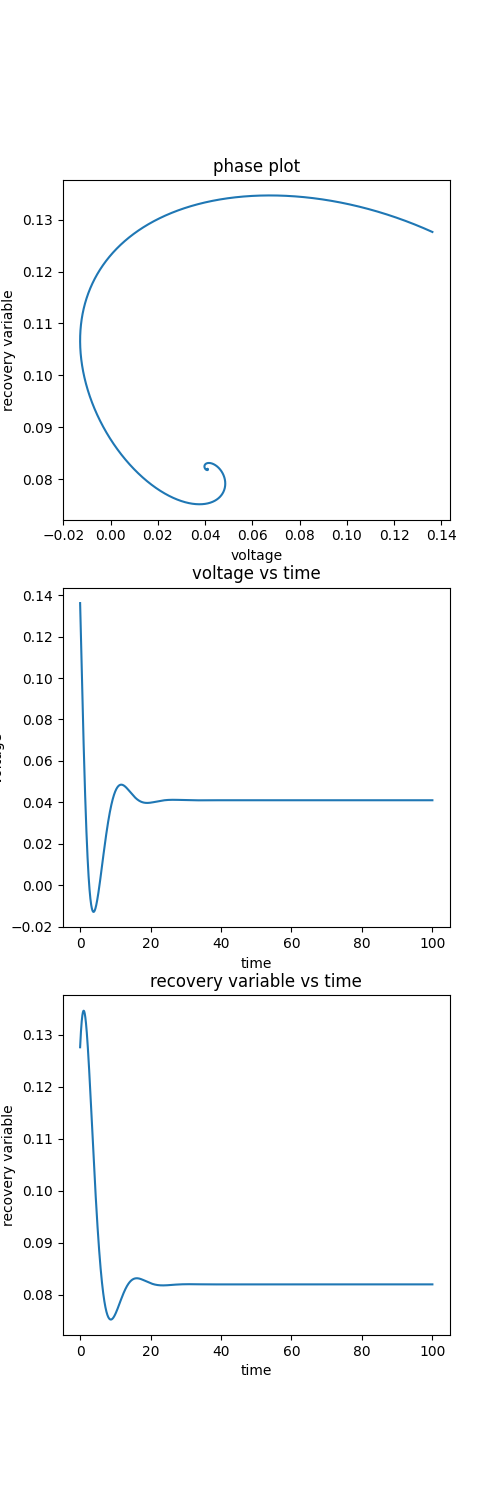 phase plot
0.13
0.12
0.11
0.10
0.09
0.08
recovery variable
−0.02 0.00 0.02 0.04 0.06 0.08 0.10 0.12 0.14
voltage
voltage vs time
0.14
0.12
0.10
0.08
0.06
0.04
0.02
0.00
−0.02
0 20 40 60 80 100
time
recovery variable vs time
0.13
0.12
0.11
0.10
0.09
0.08
recovery variable
0 20 40 60 80 100
time